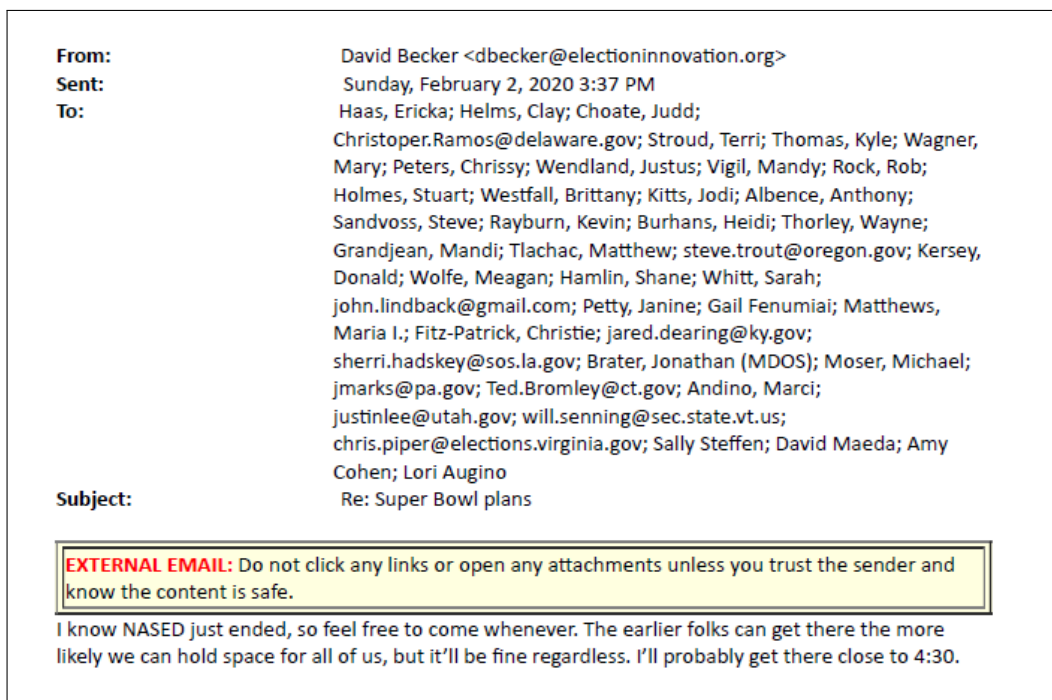 From: David Becker <dbecker@electioninnovation.org>
Sent: Sunday, February 2, 2020 3:37 PM
To: Haas, Ericka; Helms, Clay; Choate, Judd;
Christoper.Ramos@delaware.gov; Stroud, Terri; Thomas, Kyle; Wagner,
Mary; Peters, Chrissy; Wendland, Justus; Vigil, Mandy; Rock, Rob;
Holmes, Stuart; Westfall, Brittany; Kitts, Jodi; Albence, Anthony;
Sandvoss, Steve; Rayburn, Kevin; Burhans, Heidi; Thorley, Wayne;
Grandjean, Mandi; Tlachac, Matthew; steve.trout@oregon.gov; Kersey,
Donald; Wolfe, Meagan; Hamlin, Shane; Whitt, Sarah;
john.lindback@gmail.com; Petty, Janine; Gail Fenumiai; Matthews,
Maria I.; Fitz-Patrick, Christie; jared.dearing@ky.gov;
sherri.hadskey@sos.la.gov; Brater, Jonathan (MDOS); Moser, Michael;
jmarks@pa.gov; Ted.Bromley@ct.gov; Andino, Marci;
justinlee@utah.gov; will.senning@sec.state.vt.us;
chris.piper@elections.virginia.gov; Sally Steffen; David Maeda; Amy
Cohen; Lori Augino
Subject: Re: Super Bowl plans
EXTERNAL EMAIL: Do not click any links or open any attachments unless you trust the sender and
know the content is safe.
I know NASED just ended, so feel free to come whenever. The earlier folks can get there the more
likely we can hold space for all of us, but it'll be fine regardless. I'll probably get there close to 4:30.